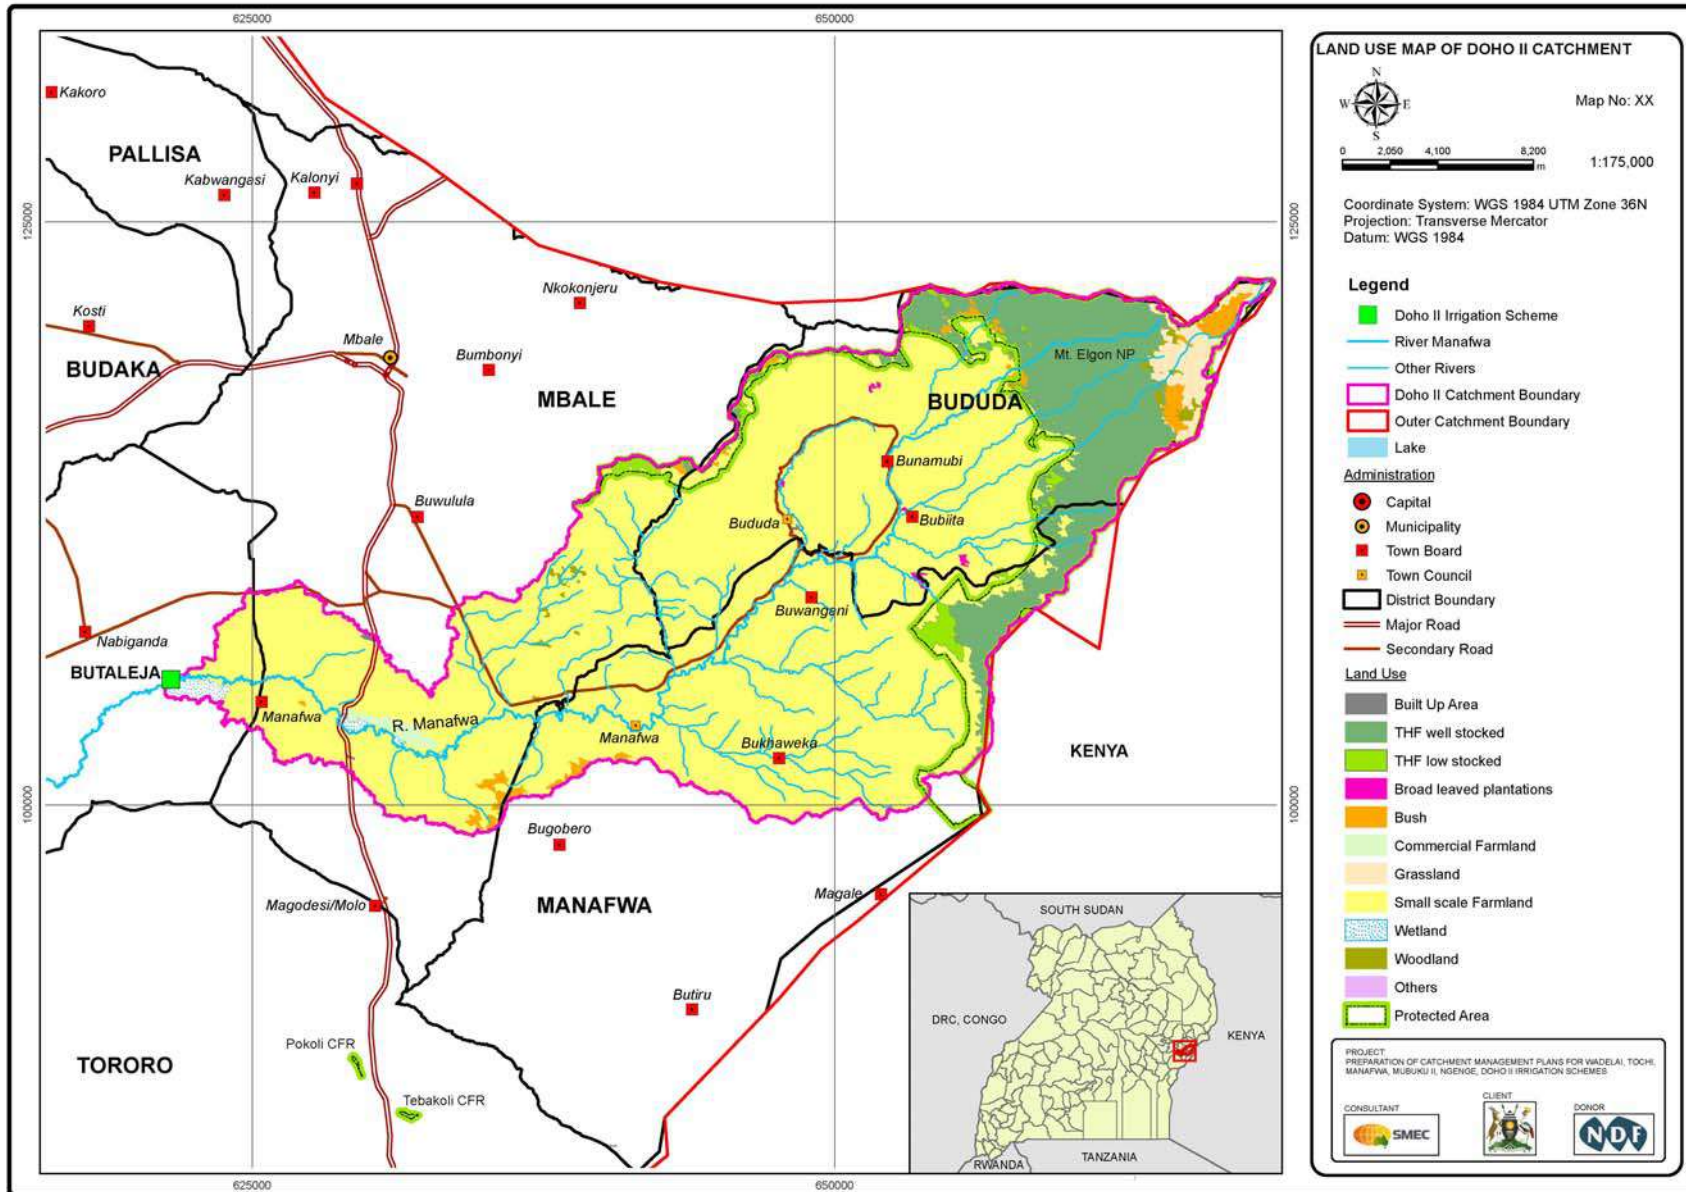 625000
650000
Kakoro
PALLISA
Kabwangasi
Kalonyi
125000
125000
Nkokonjeru
Kosti
Mbale
BUDAKA
Bumbonyi
MBALE
Mt. Elgon NP
BUDUDA
Bunamubi
Buwulula
Bududa
Bubiita
Buwangani
Nabiganda
BUTALEJA
Manafwa
R. Manafwa
Manafwa
Bukhaweka
KENYA
100000
100000
Bugobero
MANAFWA
Magale
Magodesi/Molo
Butiru
Pokoli CFR
TORORO
Tebakoli CFR
SOUTH SUDAN
DRC, CONGO
KENYA
RWANDA
TANZANIA
625000
650000
LAND USE MAP OF DOHO II CATCHMENT
N
W E
S
Map No: XX
0 2,050 4,100 8,200
m
1:175,000
Coordinate System: WGS 1984 UTM Zone 36N
Projection: Transverse Mercator
Datum: WGS 1984
Legend
Doho II Irrigation Scheme
River Manafwa
Other Rivers
Doho II Catchment Boundary
Outer Catchment Boundary
Lake
Administration
Capital
Municipality
Town Board
Town Council
District Boundary
Major Road
Secondary Road
Land Use
Built Up Area
THF well stocked
THF low stocked
Broad leaved plantations
Bush
Commercial Farmland
Grassland
Small scale Farmland
Wetland
Woodland
Others
Protected Area
PROJECT:
PREPARATION OF CATCHMENT MANAGEMENT PLANS FOR WADELAI, TOCHI,
MANAFWA, MUBUKU II, NGENGE, DOHO II IRRIGATION SCHEMES
CONSULTANT
SMEC
CLIENT
DONOR
NDF